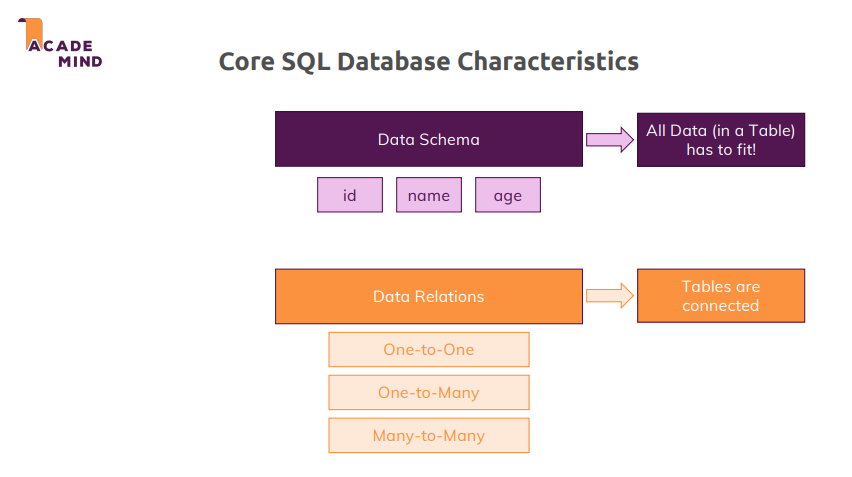 ACADE
MIND
Core SQL Database Characteristics
Data Schema
All Data (in a Table)
has to fit!
id
name
age
Data Relations
Tables are
connected
One-to-One
One-to-Many
Many-to-Many